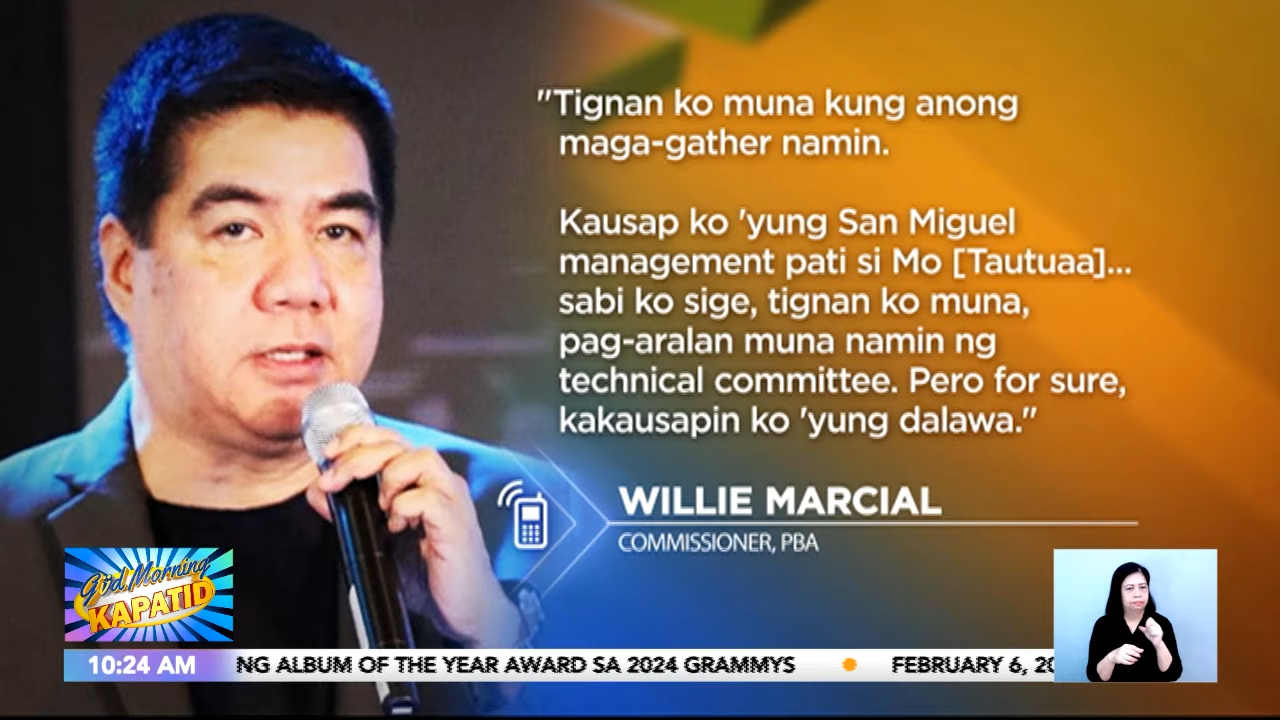 "Tignan ko muna kung anong
maga-gather namin.
Kausap ko 'yung San Miguel
management pati si Mo [Tautuaa]...
sabi ko sige, tignan ko muna,
pag-aralan muna namin ng
technical committee. Pero for sure,
kakausapin ko 'yung dalawa."
WILLIE MARCIAL
COMMISSIONER, PBA
Gud Morning
KAPATID
10:24 AM NG ALBUM OF THE YEAR AWARD SA 2024 GRAMMYS FEBRUARY 6, 20